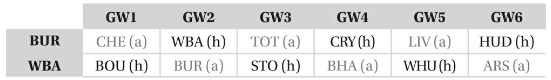 GW1 GW2 GW3 GW4 GW5 GW6
BUR CHE (a) WBA (h) TOT (a) CRY (h) LIV (a) HUD (h)
WBA BOU (h) BUR (a) STO (h) BHA (a) WHU (h) ARS (a)